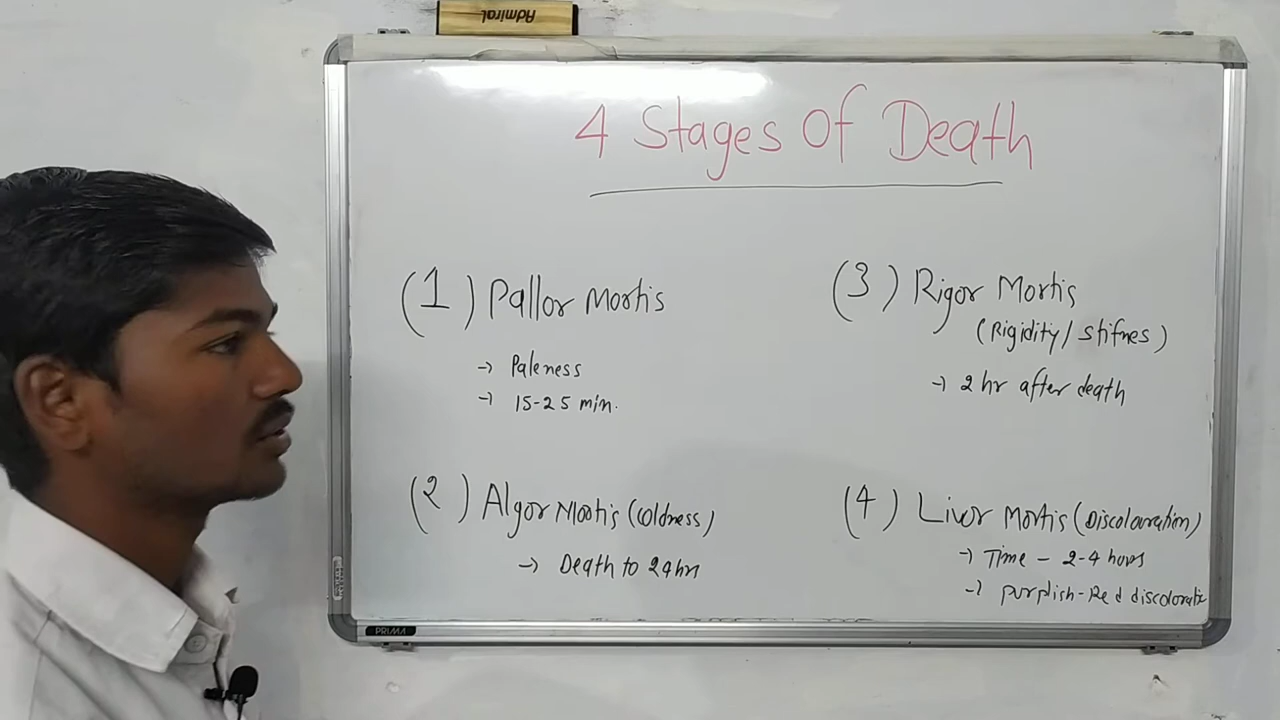 Admiral
4 Stages Of Death
(1) Pallor Mortis
→ Paleness
→ 15-25 min.
(2) Algor Mortis (Coldness)
→ Death to 24hr
(3) Rigor Mortis
(Rigidity/stifnes)
→ 2 hr after death
(4) Livor Mortis (Discolouration)
→ Time - 2-4 hours
→ Purplish-Red discoloratio
PRIMA